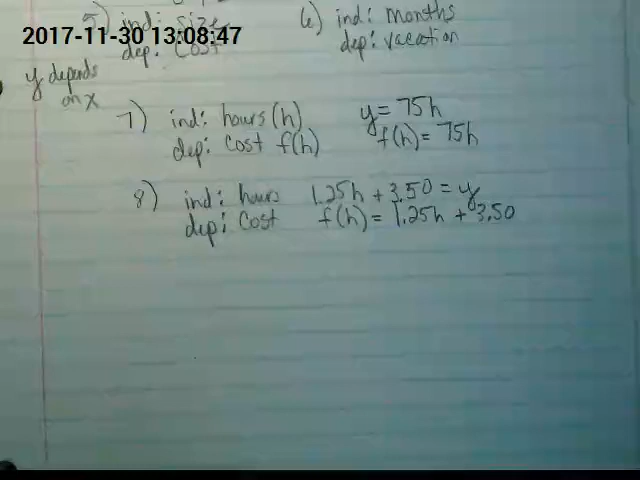 5) ind: size
dep: Cost
6) ind: months
dep: vacation
2017-11-30 13:08:47
y depends
on x
7) ind: hours (h)
dep: Cost f(h)
y = 75h
f(h) = 75h
8) ind: hours
dep: Cost
1.25h + 3.50 = y
f(h) = 1.25h + 3.50